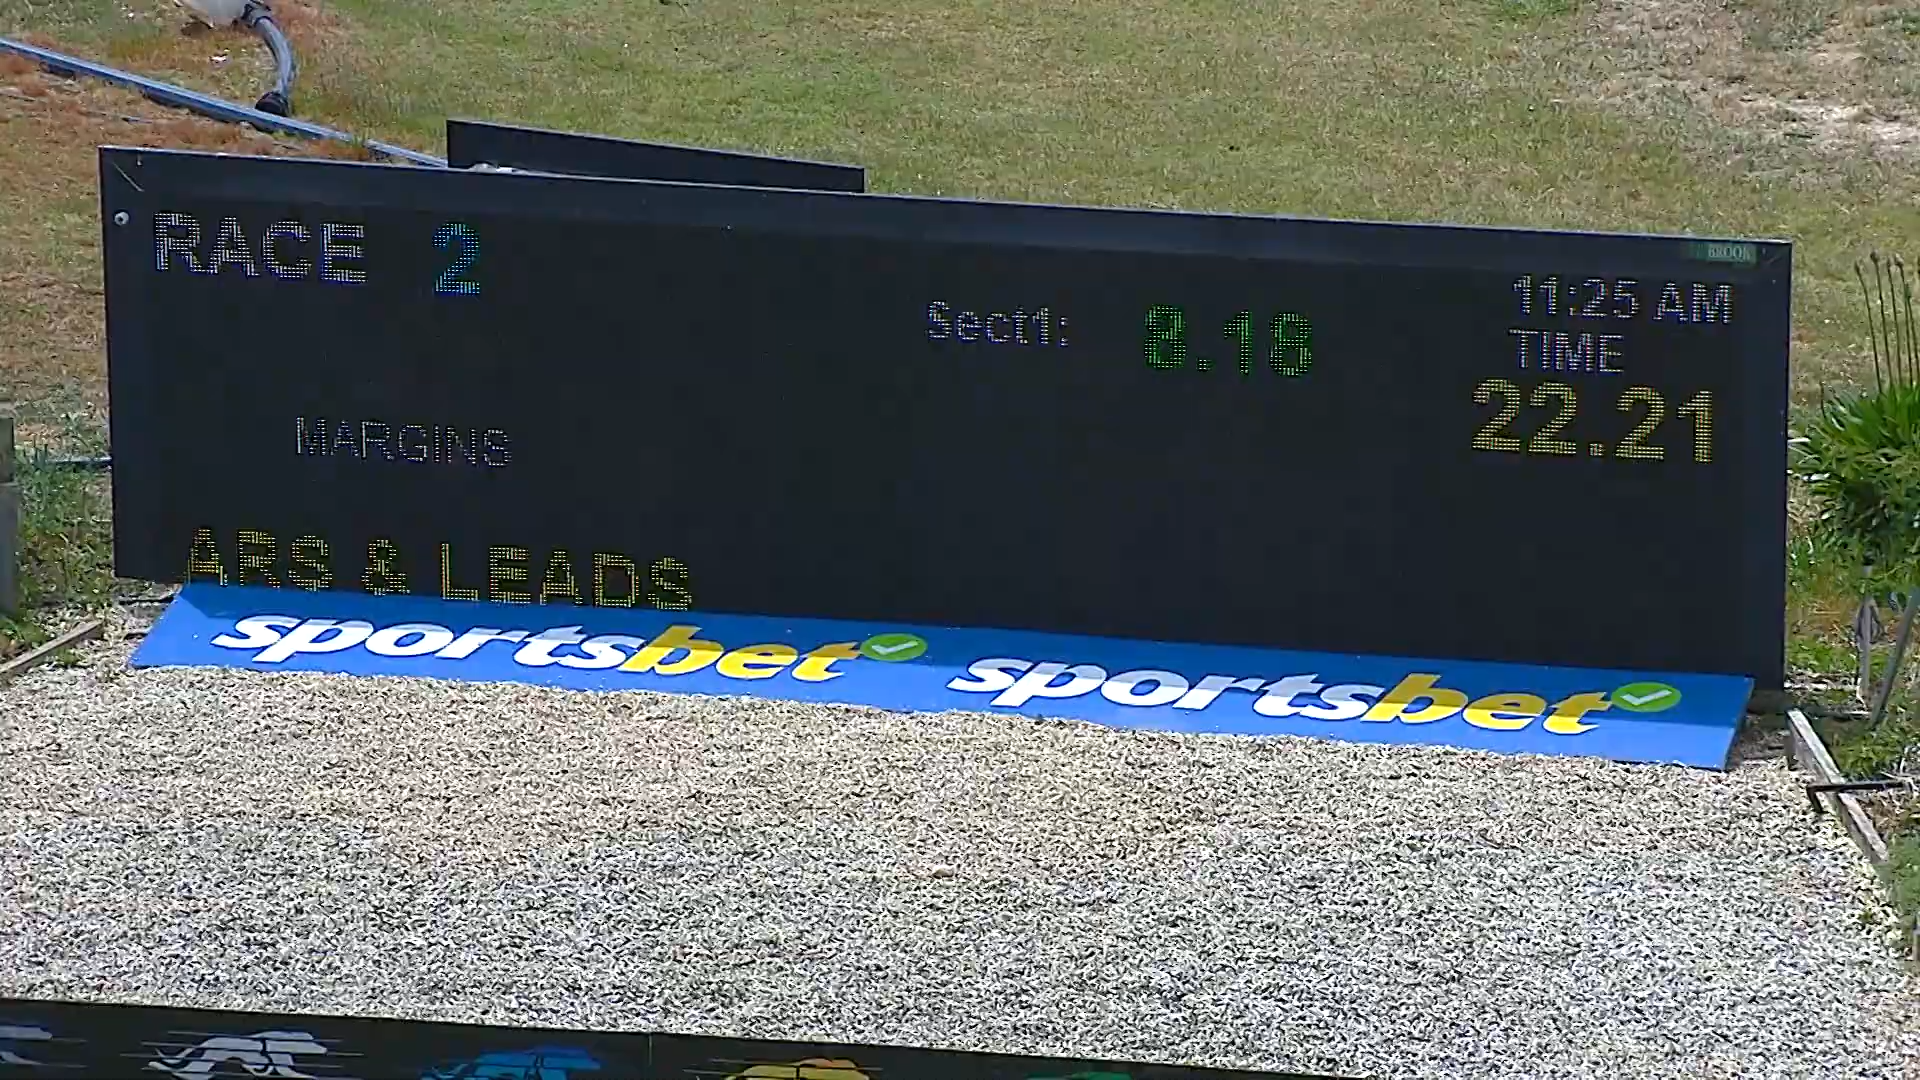 RACE 2
BROOK
11:25 AM
Sect1: 8.18
TIME
22.21
MARGINS
ARS & LEADS
sportsbet sportsbet